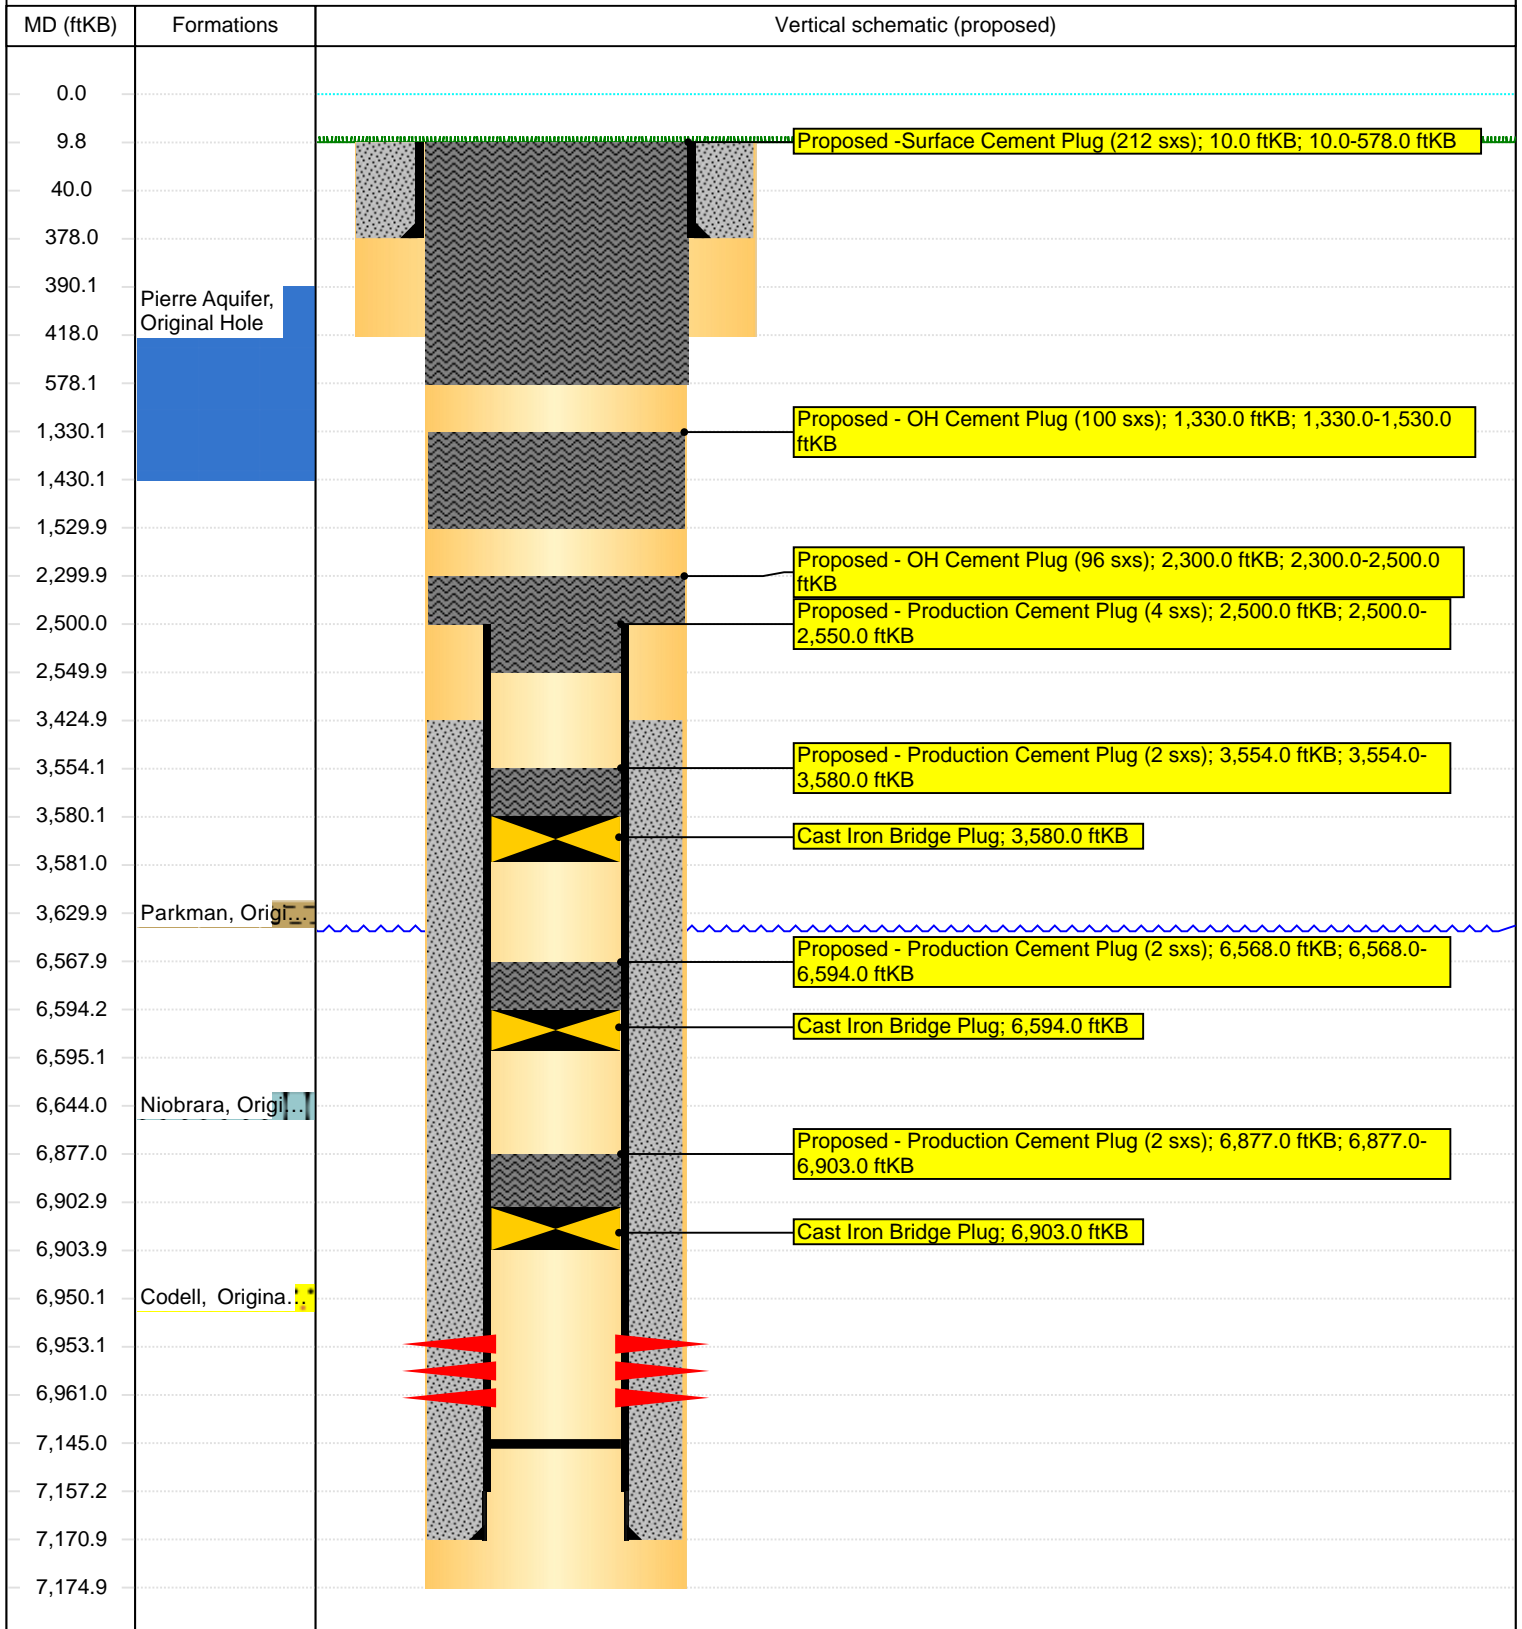 MD (ftKB) Formations Vertical schematic (proposed)
0.0
9.8
Proposed -Surface Cement Plug (212 sxs); 10.0 ftKB; 10.0-578.0 ftKB
40.0
378.0
390.1
Pierre Aquifer,
Original Hole
418.0
578.1
1,330.1
Proposed - OH Cement Plug (100 sxs); 1,330.0 ftKB; 1,330.0-1,530.0
ftKB
1,430.1
1,529.9
2,299.9
Proposed - OH Cement Plug (96 sxs); 2,300.0 ftKB; 2,300.0-2,500.0
ftKB
2,500.0
Proposed - Production Cement Plug (4 sxs); 2,500.0 ftKB; 2,500.0-
2,550.0 ftKB
2,549.9
3,424.9
3,554.1
Proposed - Production Cement Plug (2 sxs); 3,554.0 ftKB; 3,554.0-
3,580.0 ftKB
3,580.1
Cast Iron Bridge Plug; 3,580.0 ftKB
3,581.0
3,629.9
Parkman, Origi...
6,567.9
Proposed - Production Cement Plug (2 sxs); 6,568.0 ftKB; 6,568.0-
6,594.0 ftKB
6,594.2
Cast Iron Bridge Plug; 6,594.0 ftKB
6,595.1
6,644.0
Niobrara, Origi...
6,877.0
Proposed - Production Cement Plug (2 sxs); 6,877.0 ftKB; 6,877.0-
6,903.0 ftKB
6,902.9
Cast Iron Bridge Plug; 6,903.0 ftKB
6,903.9
6,950.1
Codell, Origina...
6,953.1
6,961.0
7,145.0
7,157.2
7,170.9
7,174.9